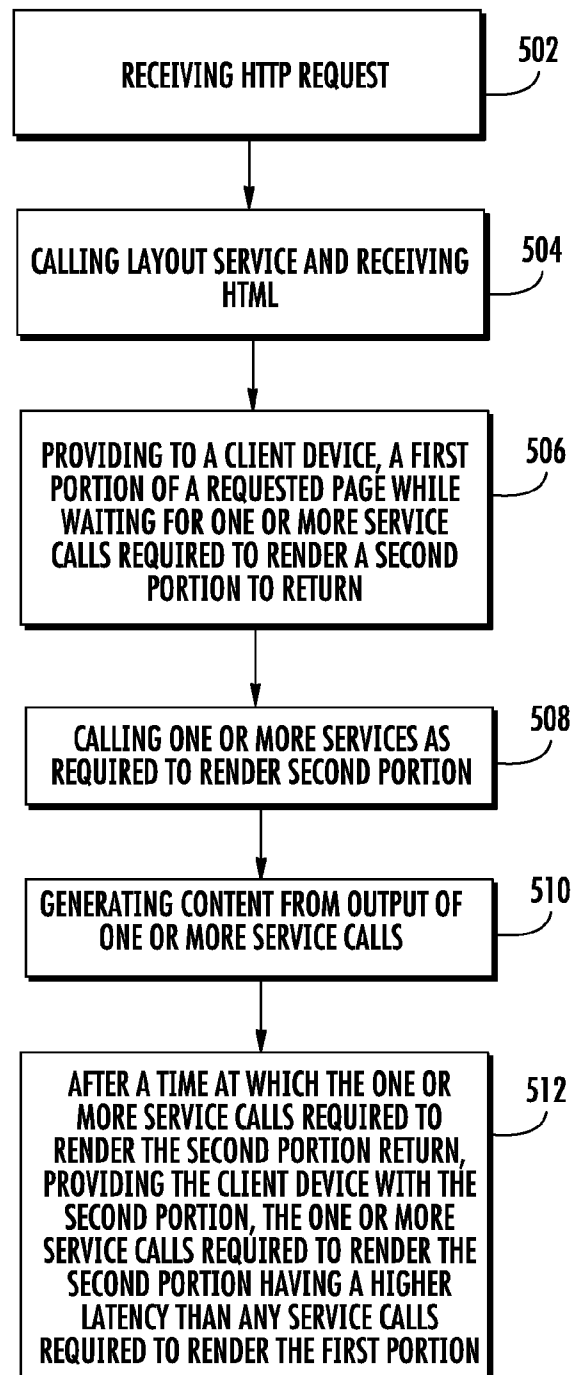 RECEIVING HTTP REQUEST
502
CALLING LAYOUT SERVICE AND RECEIVING
HTML
504
PROVIDING TO A CLIENT DEVICE, A FIRST
PORTION OF A REQUESTED PAGE WHILE
WAITING FOR ONE OR MORE SERVICE
CALLS REQUIRED TO RENDER A SECOND
PORTION TO RETURN
506
CALLING ONE OR MORE SERVICES AS
REQUIRED TO RENDER SECOND PORTION
508
GENERATING CONTENT FROM OUTPUT OF
ONE OR MORE SERVICE CALLS
510
AFTER A TIME AT WHICH THE ONE OR
MORE SERVICE CALLS REQUIRED TO
RENDER THE SECOND PORTION RETURN,
PROVIDING THE CLIENT DEVICE WITH THE
SECOND PORTION, THE ONE OR MORE
SERVICE CALLS REQUIRED TO RENDER THE
SECOND PORTION HAVING A HIGHER
LATENCY THAN ANY SERVICE CALLS
REQUIRED TO RENDER THE FIRST PORTION
512